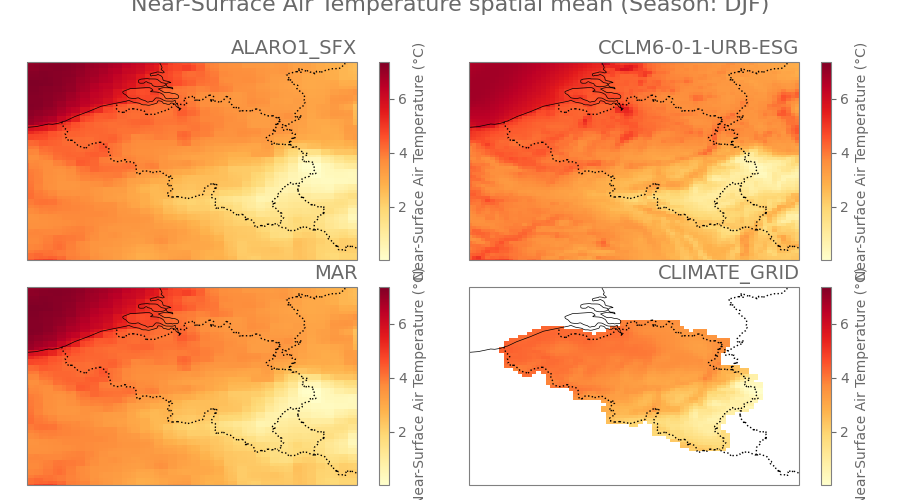 Near-Surface Air Temperature spatial mean (Season: DJF)
ALARO1_SFX
6
4
2
Near-Surface Air Temperature (°C)
CCLM6-0-1-URB-ESG
6
4
2
Near-Surface Air Temperature (°C)
MAR
6
4
2
Near-Surface Air Temperature (°C)
CLIMATE_GRID
6
4
2
Near-Surface Air Temperature (°C)